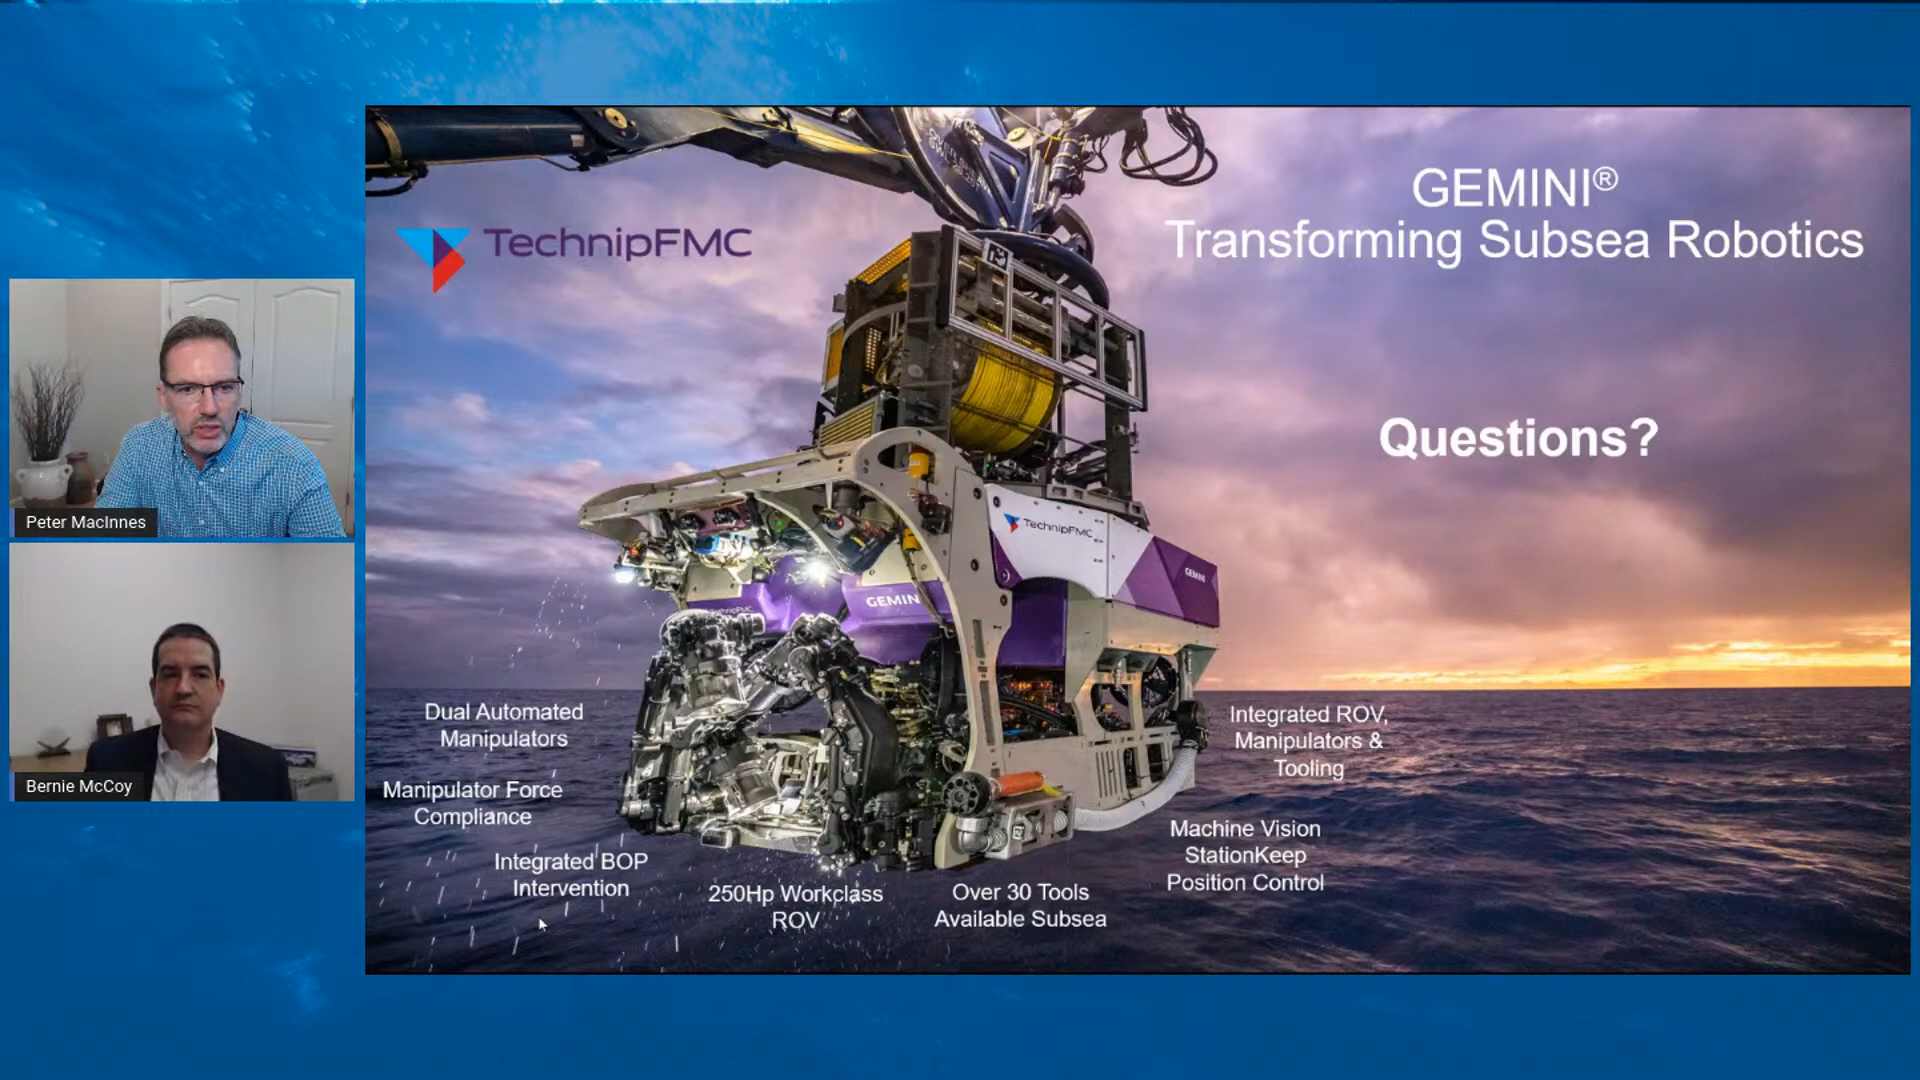 TechnipFMC
GEMINI®
Transforming Subsea Robotics
Questions?
TechnipFMC
GEMINI
GEMINI
Peter MacInnes
Bernie McCoy
Dual Automated
Manipulators
Manipulator Force
Compliance
Integrated BOP
Intervention
250Hp Workclass
ROV
Over 30 Tools
Available Subsea
Integrated ROV,
Manipulators &
Tooling
Machine Vision
StationKeep
Position Control